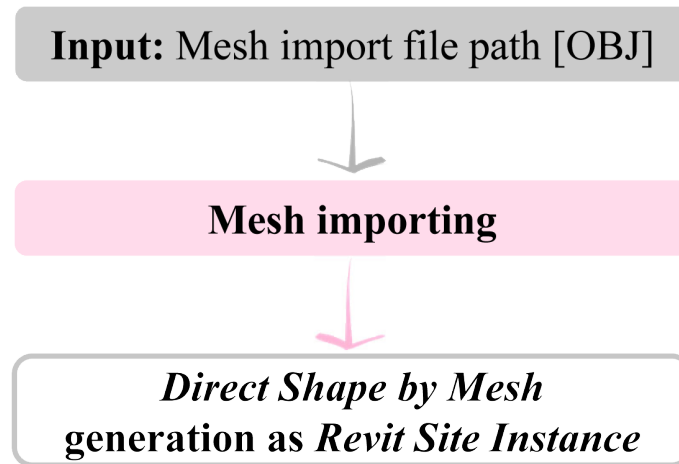 Input: Mesh import file path [OBJ]
Mesh importing
Direct Shape by Mesh
generation as Revit Site Instance